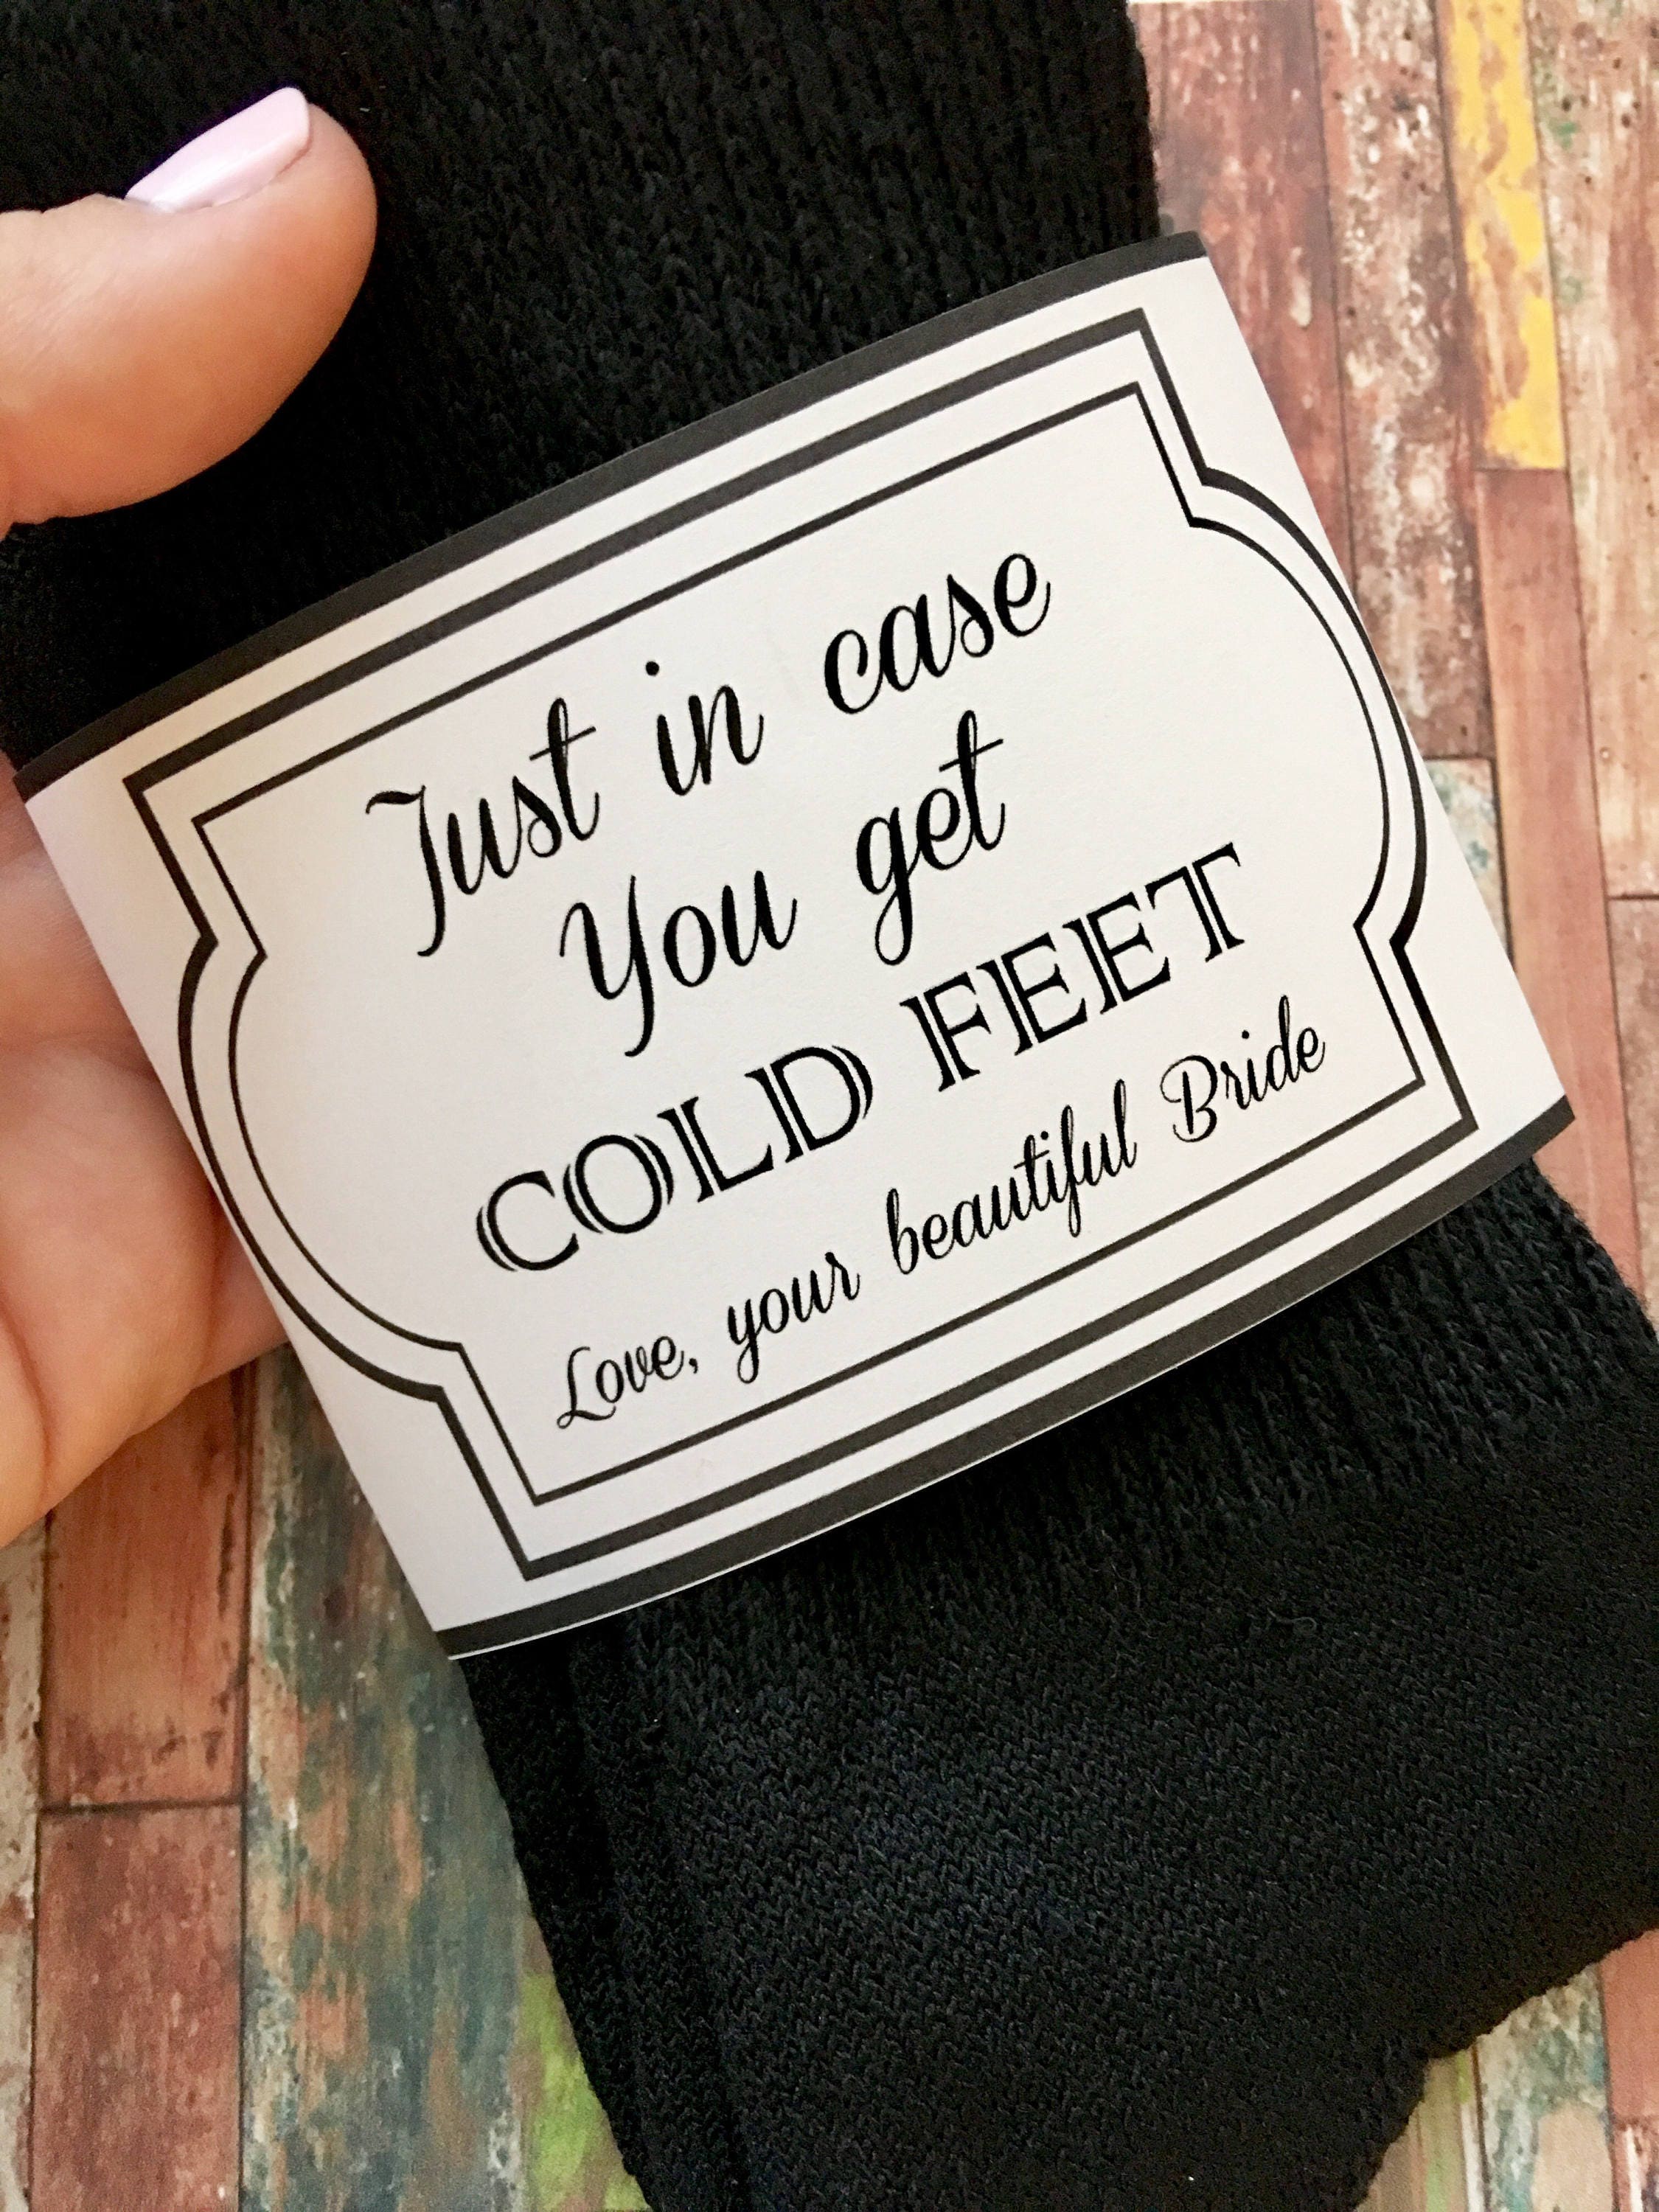 Just in case
You get
COLD FEET
Love, your beautiful Bride